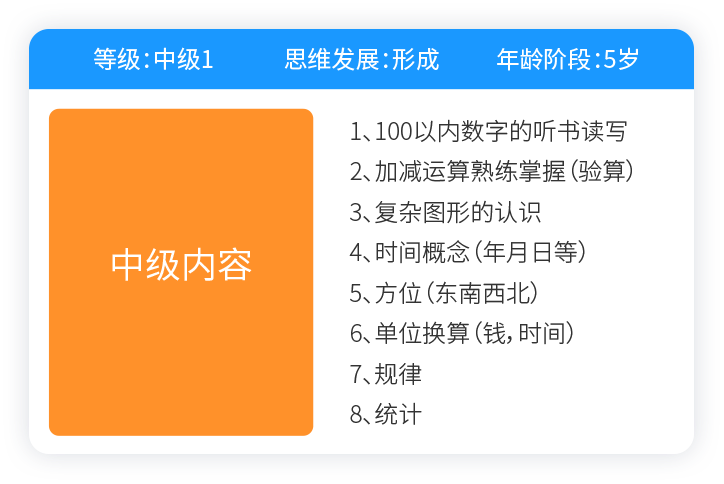 等级：中级1 思维发展：形成 年龄阶段：5岁
中级内容
1、100以内数字的听书读写
2、加减运算熟练掌握（验算）
3、复杂图形的认识
4、时间概念（年月日等）
5、方位（东南西北）
6、单位换算（钱，时间）
7、规律
8、统计